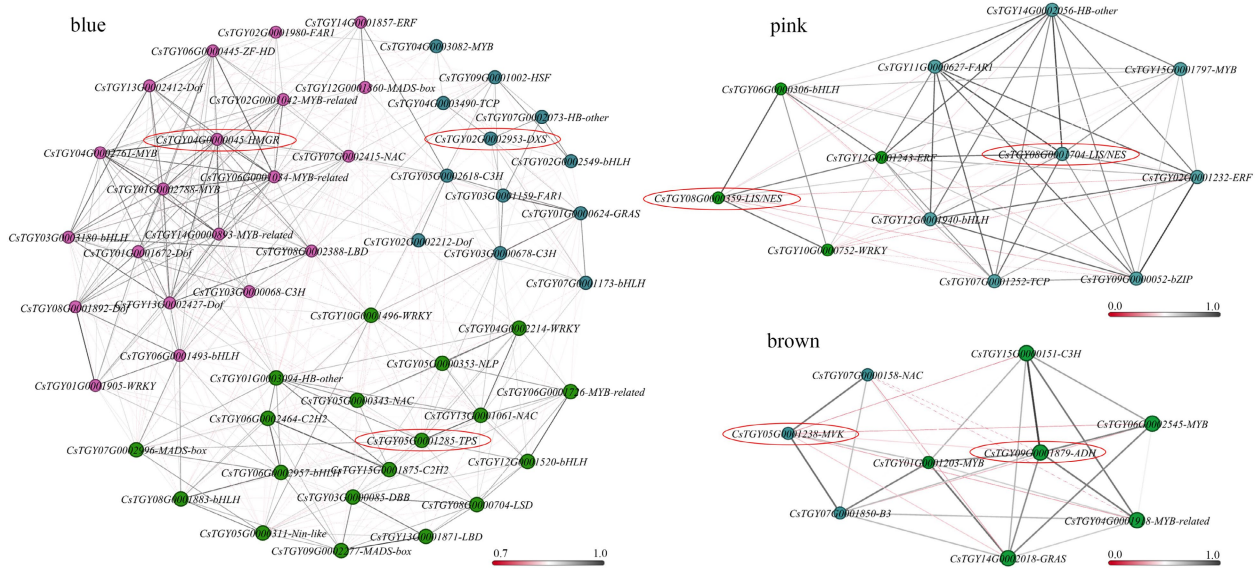 blue
CsTGY14G0001857-ERF
CsTGY02G0001980-FAR1
CsTGY04G0003082-MYB
CsTGY06G0000445-ZF-HD
CsTGY09G0001002-HSF
CsTGY13G0002412-Dof
CsTGY12G0001860-MADS-box
CsTGY02G0001042-MYB-related
CsTGY04G0003490-TCP
CsTGY07G0002073-HB-other
CsTGY04G0000045-HMGR
CsTGY02G0002953-DXS
CsTGY04G0002761-MYB
CsTGY07G0002415-NAC
CsTGY02G0002549-bHLH
CsTGY06G0001034-MYB-related
CsTGY05G0002618-C3H
CsTGY01G0002788-MYB
CsTGY03G0001159-FAR1
CsTGY01G0000624-GRAS
CsTGY03G0003180-bHLH
CsTGY14G0000893-MYB-related
CsTGY02G0002212-Dof
CsTGY01G0001672-Dof
CsTGY08G0002388-LBD
CsTGY03G0000678-C3H
CsTGY07G0001173-bHLH
CsTGY03G0000068-C3H
CsTGY08G0001892-Dof
CsTGY13G0002427-Dof
CsTGY10G0001496-WRKY
CsTGY04G0002214-WRKY
CsTGY06G0001493-bHLH
CsTGY05G0000353-NLP
CsTGY01G0001905-WRKY
CsTGY01G0003094-HB-other
CsTGY06G0001726-MYB-related
CsTGY05G0000343-NAC
CsTGY13G0001061-NAC
CsTGY06G0002464-C2H2
CsTGY05G0001285-TPS
CsTGY07G0002996-MADS-box
CsTGY12G0001520-bHLH
CsTGY06G0002957-bHLH
CsTGY15G0001875-C2H2
CsTGY08G0001883-bHLH
CsTGY03G0000085-DBB
CsTGY08G0000704-LSD
CsTGY05G0000311-Nin-like
CsTGY13G0001871-LBD
CsTGY09G0002277-MADS-box
0.7 1.0
pink
CsTGY14G0002056-HB-other
CsTGY11G0000627-FAR1
CsTGY15G0001797-MYB
CsTGY06G0000306-bHLH
CsTGY12G0001243-ERF
CsTGY08G0001704-LIS/NES
CsTGY02G0001232-ERF
CsTGY08G0000359-LIS/NES
CsTGY12G0001940-bHLH
CsTGY10G0000752-WRKY
CsTGY07G0001252-TCP
CsTGY09G0000052-bZIP
0.0 1.0
brown
CsTGY15G0000151-C3H
CsTGY07G0000158-NAC
CsTGY06G0002545-MYB
CsTGY05G0001238-MVK
CsTGY09G0001879-ADH
CsTGY01G0001203-MYB
CsTGY07G0001850-B3
CsTGY04G0001918-MYB-related
CsTGY14G0002018-GRAS
0.0 1.0